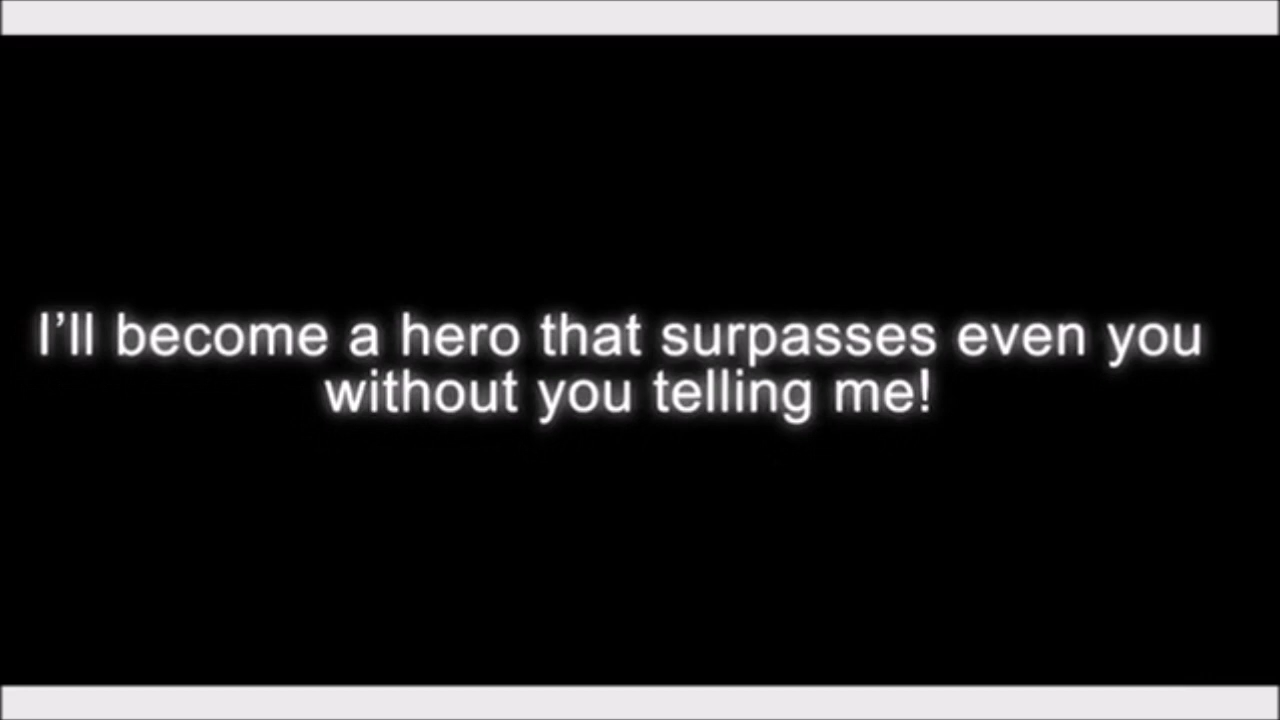 I’ll become a hero that surpasses even you
without you telling me!